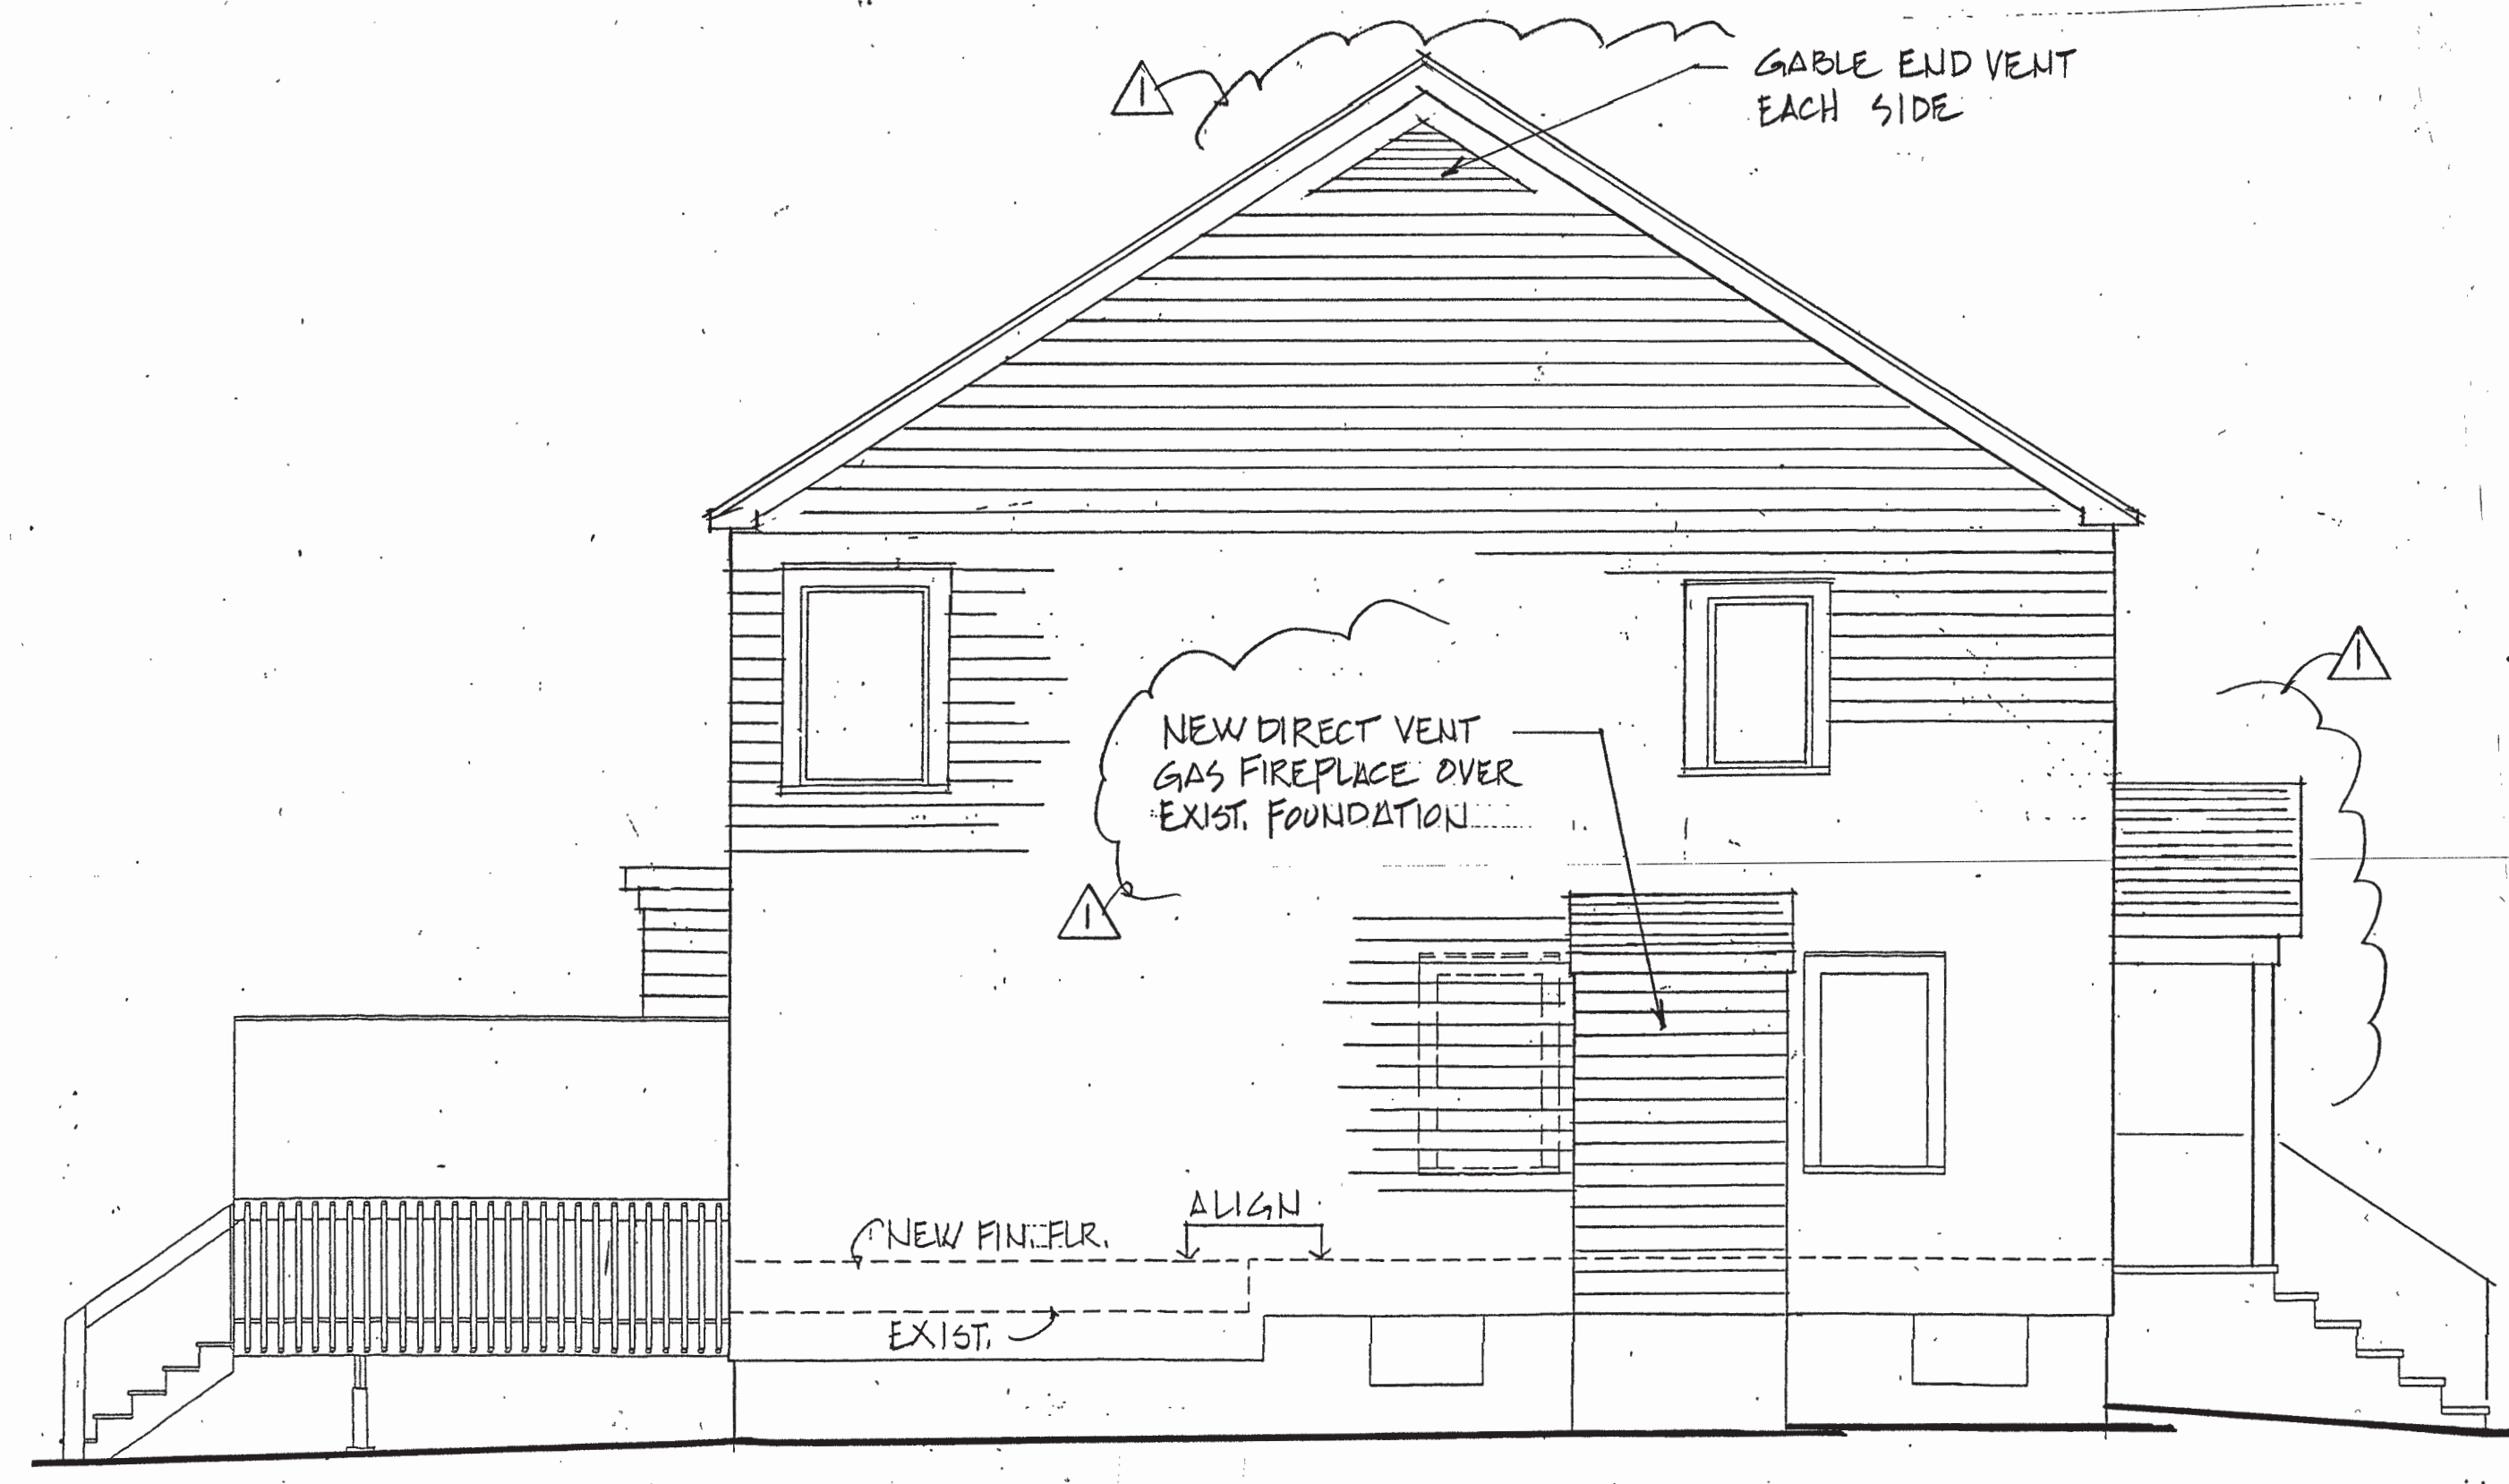 1
GABLE END VENT
EACH SIDE
1
NEW DIRECT VENT
GAS FIREPLACE OVER
EXIST. FOUNDATION
1
ALIGN
NEW FIN. FLR.
EXIST.